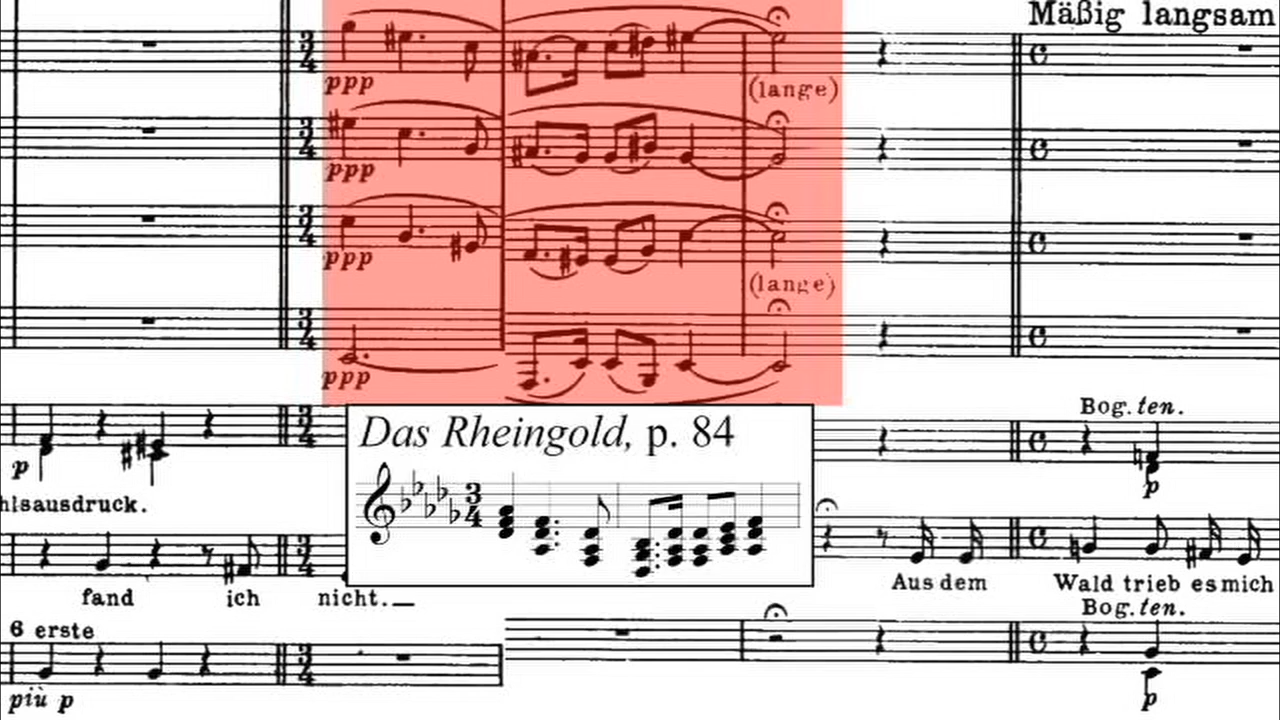 Mäßig langsam
ppp
(lange)
ppp
ppp
(lange)
ppp
Bog. ten.
p
p
hlsausdruck.
Das Rheingold, p. 84
fand ich nicht.
Aus dem Wald trieb es mich
Bog. ten.
6 erste
più p
p